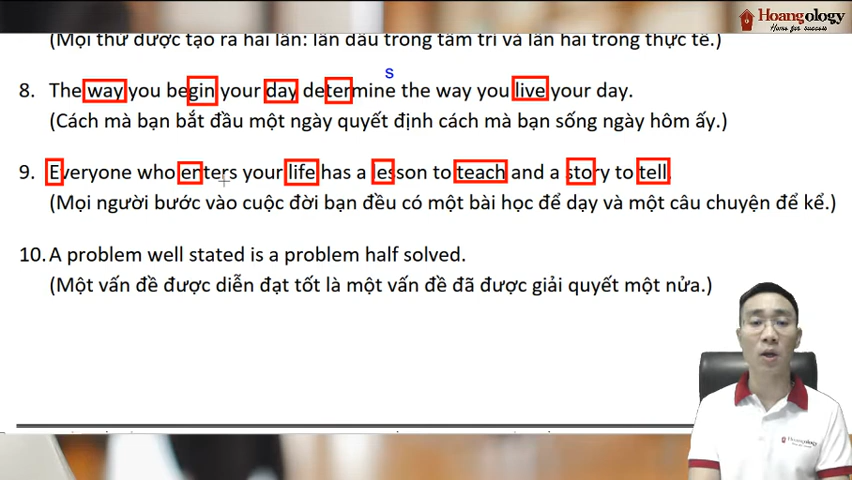 Hoangology
Home for success
(Mọi thứ được tạo ra hai lần: lần đầu trong tâm trí và lần hai trong thực tế.)
s
8. The way you begin your day determine the way you live your day.
(Cách mà bạn bắt đầu một ngày quyết định cách mà bạn sống ngày hôm ấy.)
9. Everyone who enters your life has a lesson to teach and a story to tell.
(Mọi người bước vào cuộc đời bạn đều có một bài học để dạy và một câu chuyện để kể.)
10. A problem well stated is a problem half solved.
(Một vấn đề được diễn đạt tốt là một vấn đề đã được giải quyết một nửa.)
Hoangology